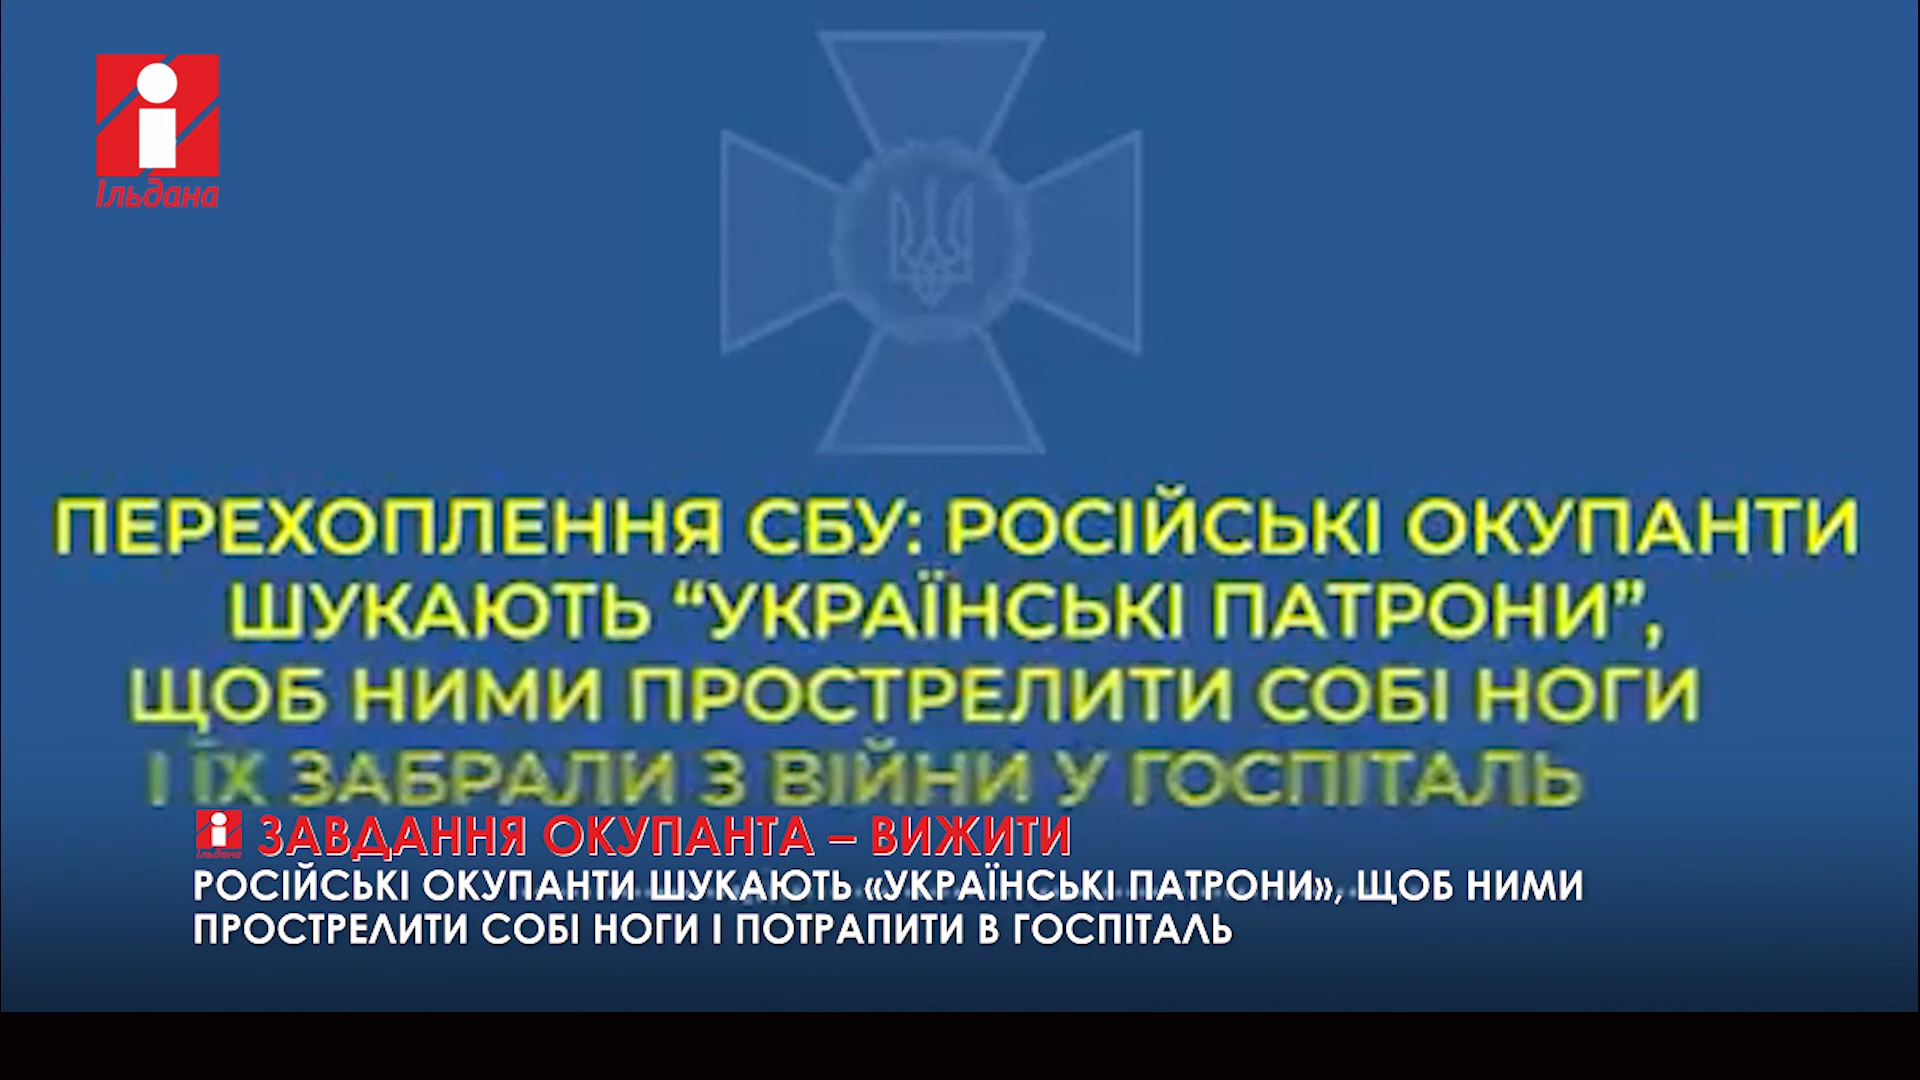 Ільдана
ПЕРЕХОПЛЕННЯ СБУ: РОСІЙСЬКІ ОКУПАНТИ
ШУКАЮТЬ “УКРАЇНСЬКІ ПАТРОНИ”,
ЩОБ НИМИ ПРОСТРЕЛИТИ СОБІ НОГИ
І ЇХ ЗАБРАЛИ З ВІЙНИ У ГОСПІТАЛЬ
Ільдана ЗАВДАННЯ ОКУПАНТА – ВИЖИТИ
РОСІЙСЬКІ ОКУПАНТИ ШУКАЮТЬ «УКРАЇНСЬКІ ПАТРОНИ», ЩОБ НИМИ
ПРОСТРЕЛИТИ СОБІ НОГИ І ПОТРАПИТИ В ГОСПІТАЛЬ